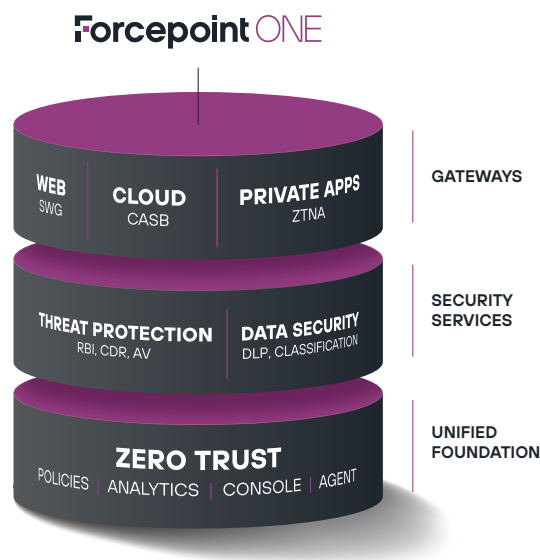 Forcepoint ONE
WEB
SWG
CLOUD
CASB
PRIVATE APPS
ZTNA
GATEWAYS
THREAT PROTECTION
RBI, CDR, AV
DATA SECURITY
DLP, CLASSIFICATION
SECURITY
SERVICES
ZERO TRUST
POLICIES | ANALYTICS | CONSOLE | AGENT
UNIFIED
FOUNDATION